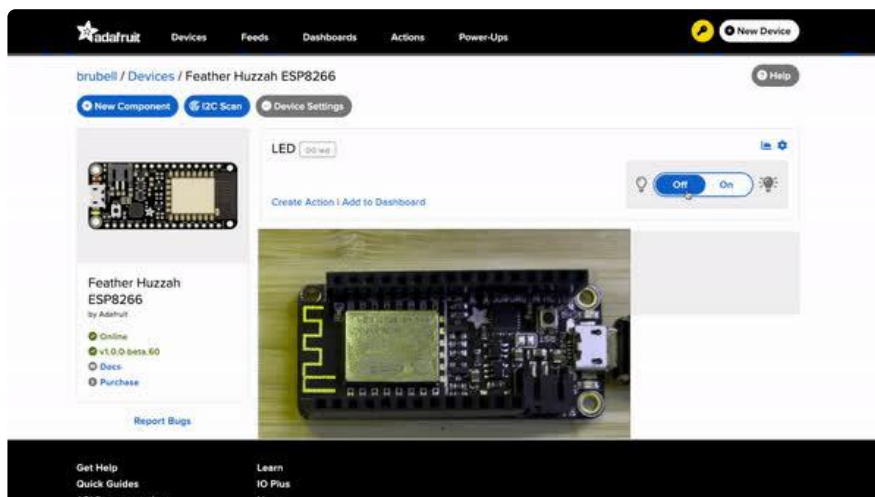 adafruit Devices Feeds Dashboards Actions Power-Ups New Device
brubell / Devices / Feather Huzzah ESP8266 Help
New Component I2C Scan Device Settings
LED
Off On
Create Action | Add to Dashboard
Feather Huzzah
ESP8266
by Adafruit
Online
v1.0.0-beta.60
Docs
Purchase
Report Bugs
Get Help Learn
Quick Guides IO Plus